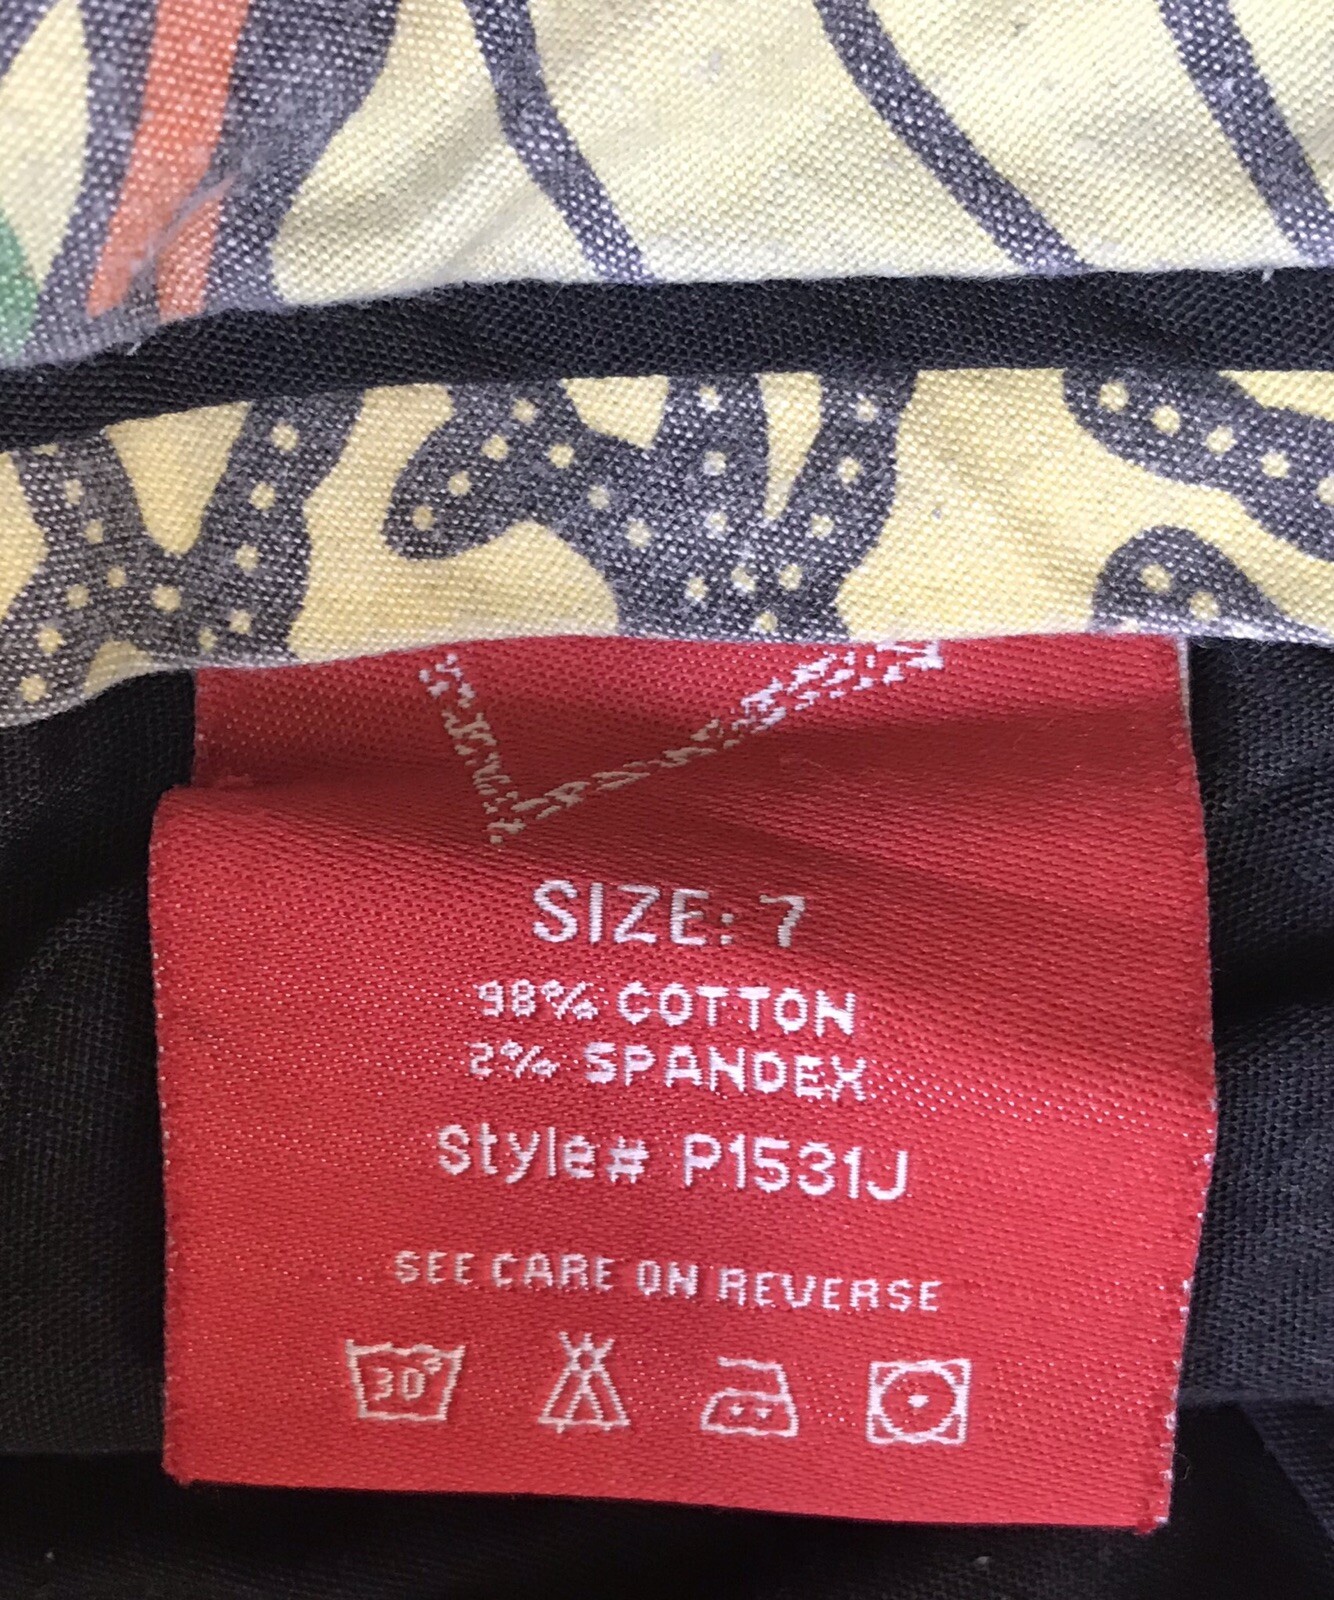 SIZE: 7
98% COTTON
2% SPANDEX
Style# P1531J
SEE CARE ON REVERSE
30°